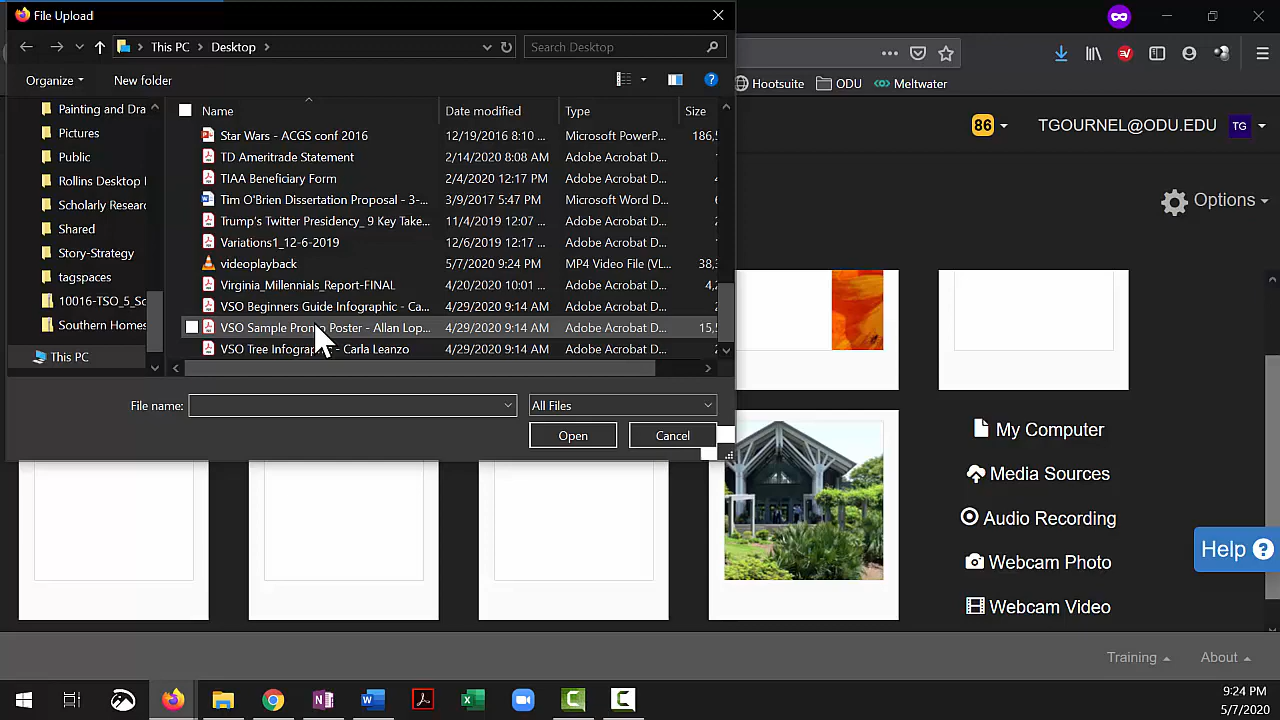 File Upload
This PC
Desktop
Search Desktop
Organize
New folder
Hootsuite
ODU
Meltwater
Painting and Dra
Pictures
Public
Rollins Desktop I
Scholarly Researc
Shared
Story-Strategy
tagspaces
10016-TSO_5_Sc
Southern Homes
This PC
Name Date modified Type Size
Star Wars - ACGS conf 2016 12/19/2016 8:10 ... Microsoft PowerP... 186,5
TD Ameritrade Statement 2/14/2020 8:08 AM Adobe Acrobat D...
TIAA Beneficiary Form 2/4/2020 12:17 PM Adobe Acrobat D...
Tim O'Brien Dissertation Proposal - 3-... 3/9/2017 5:47 PM Microsoft Word D...
Trump's Twitter Presidency_ 9 Key Take... 11/4/2019 12:07 ... Adobe Acrobat D...
Variations1_12-6-2019 12/6/2019 12:17 ... Adobe Acrobat D...
videoplayback 5/7/2020 9:24 PM MP4 Video File (VL... 38,
Virginia_Millennials_Report-FINAL 4/20/2020 10:01 ... Adobe Acrobat D... 4,
VSO Beginners Guide Infographic - Ca... 4/29/2020 9:14 AM Adobe Acrobat D...
VSO Sample Promo Poster - Allan Lop... 4/29/2020 9:14 AM Adobe Acrobat D... 15,5
VSO Tree Infographic - Carla Leanzo 4/29/2020 9:14 AM Adobe Acrobat D...
File name:
All Files
Open
Cancel
86
TGOURNEL@ODU.EDU
TG
Options
My Computer
Media Sources
Audio Recording
Webcam Photo
Webcam Video
Help
Training
About
9:24 PM
5/7/2020